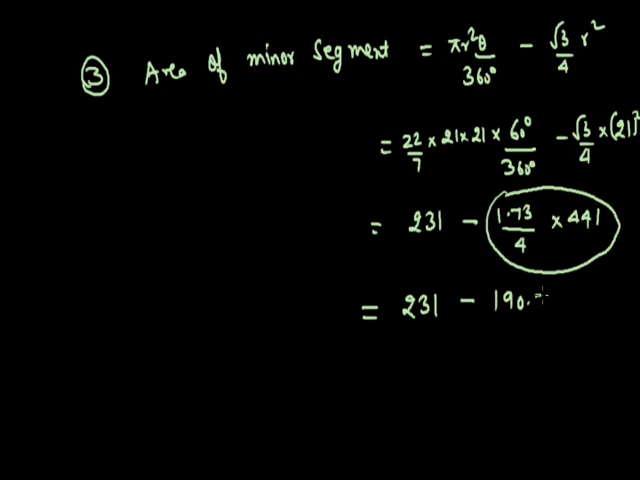 ③ Area of minor segment = πr²θ/360° - √3/4 r²
= 22/7 × 21 × 21 × 60°/360° - √3/4 × (21)²
= 231 - 1.73/4 × 441
= 231 - 190.